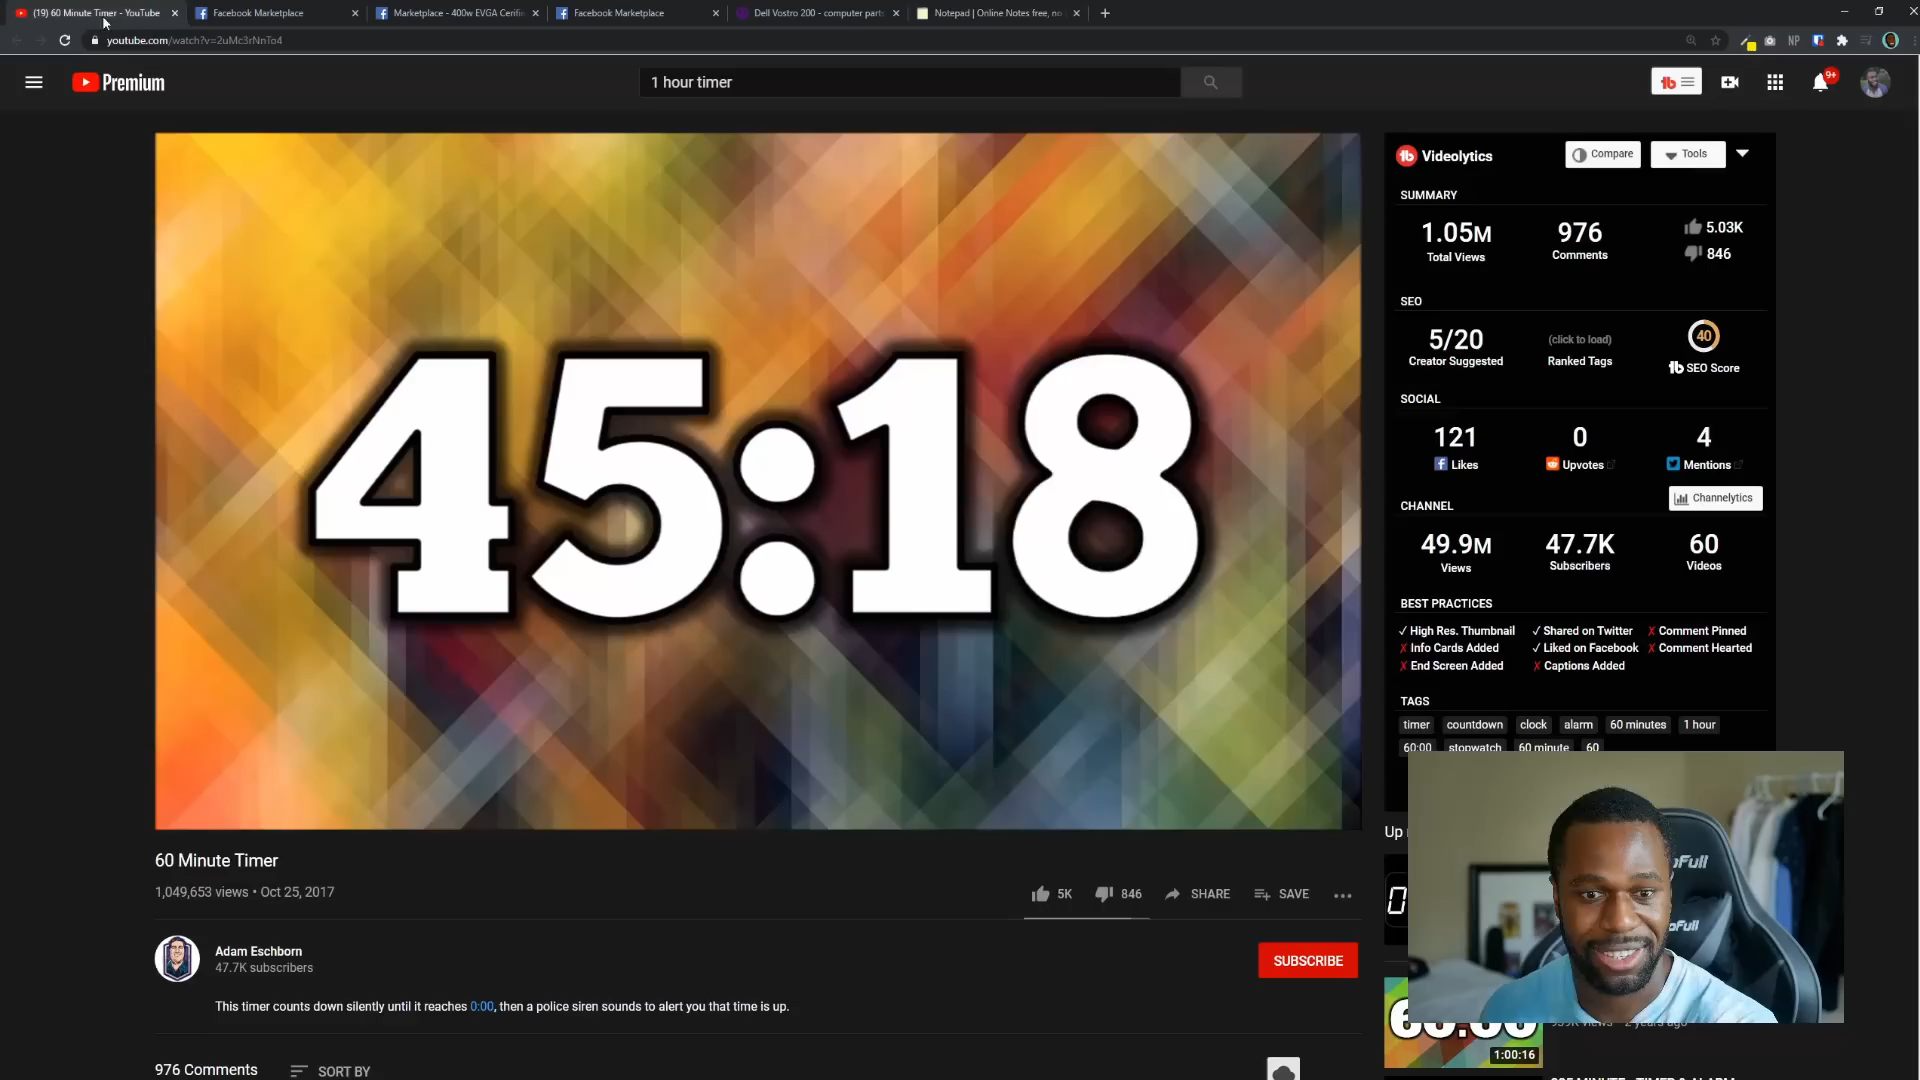 (19) 60 Minute Timer - YouTube
Facebook Marketplace
Marketplace - 400w EVGA Certifi
Facebook Marketplace
Dell Vostro 200 - computer parts
Notepad | Online Notes free, no
youtube.com/watch?v=2uMc3rNnTo4
NP
Premium
1 hour timer
9+
45:18
Videolytics
Compare
Tools
SUMMARY
1.05M
Total Views
976
Comments
5.03K
846
SEO
5/20
Creator Suggested
(click to load)
Ranked Tags
40
SEO Score
SOCIAL
121
Likes
0
Upvotes
4
Mentions
CHANNEL
Channelytics
49.9M
Views
47.7K
Subscribers
60
Videos
BEST PRACTICES
✓ High Res. Thumbnail
✓ Shared on Twitter
✗ Comment Pinned
✗ Info Cards Added
✓ Liked on Facebook
✗ Comment Hearted
✗ End Screen Added
✗ Captions Added
TAGS
timer countdown clock alarm 60 minutes 1 hour
60:00 stopwatch 60 minute 60
Up
60 Minute Timer
1,049,653 views • Oct 25, 2017
5K
846
SHARE
SAVE
Adam Eschborn
47.7K subscribers
SUBSCRIBE
This timer counts down silently until it reaches 0:00, then a police siren sounds to alert you that time is up.
976 Comments
SORT BY
1:00:16